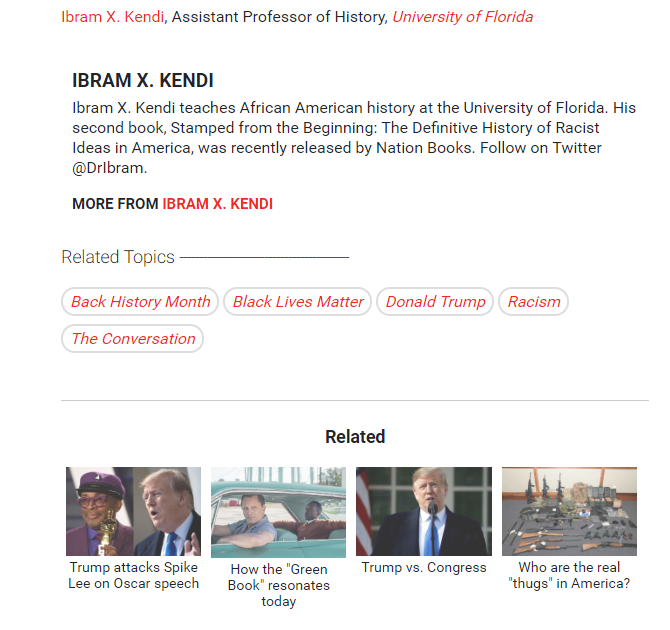 Ibram X. Kendi, Assistant Professor of History, University of Florida
IBRAM X. KENDI
Ibram X. Kendi teaches African American history at the University of Florida. His
second book, Stamped from the Beginning: The Definitive History of Racist
Ideas in America, was recently released by Nation Books. Follow on Twitter
@DrIbram.
MORE FROM IBRAM X. KENDI
Related Topics
Back History Month Black Lives Matter Donald Trump Racism
The Conversation
Related
Trump attacks Spike
Lee on Oscar speech
How the "Green
Book" resonates
today
Trump vs. Congress
Who are the real
"thugs" in America?